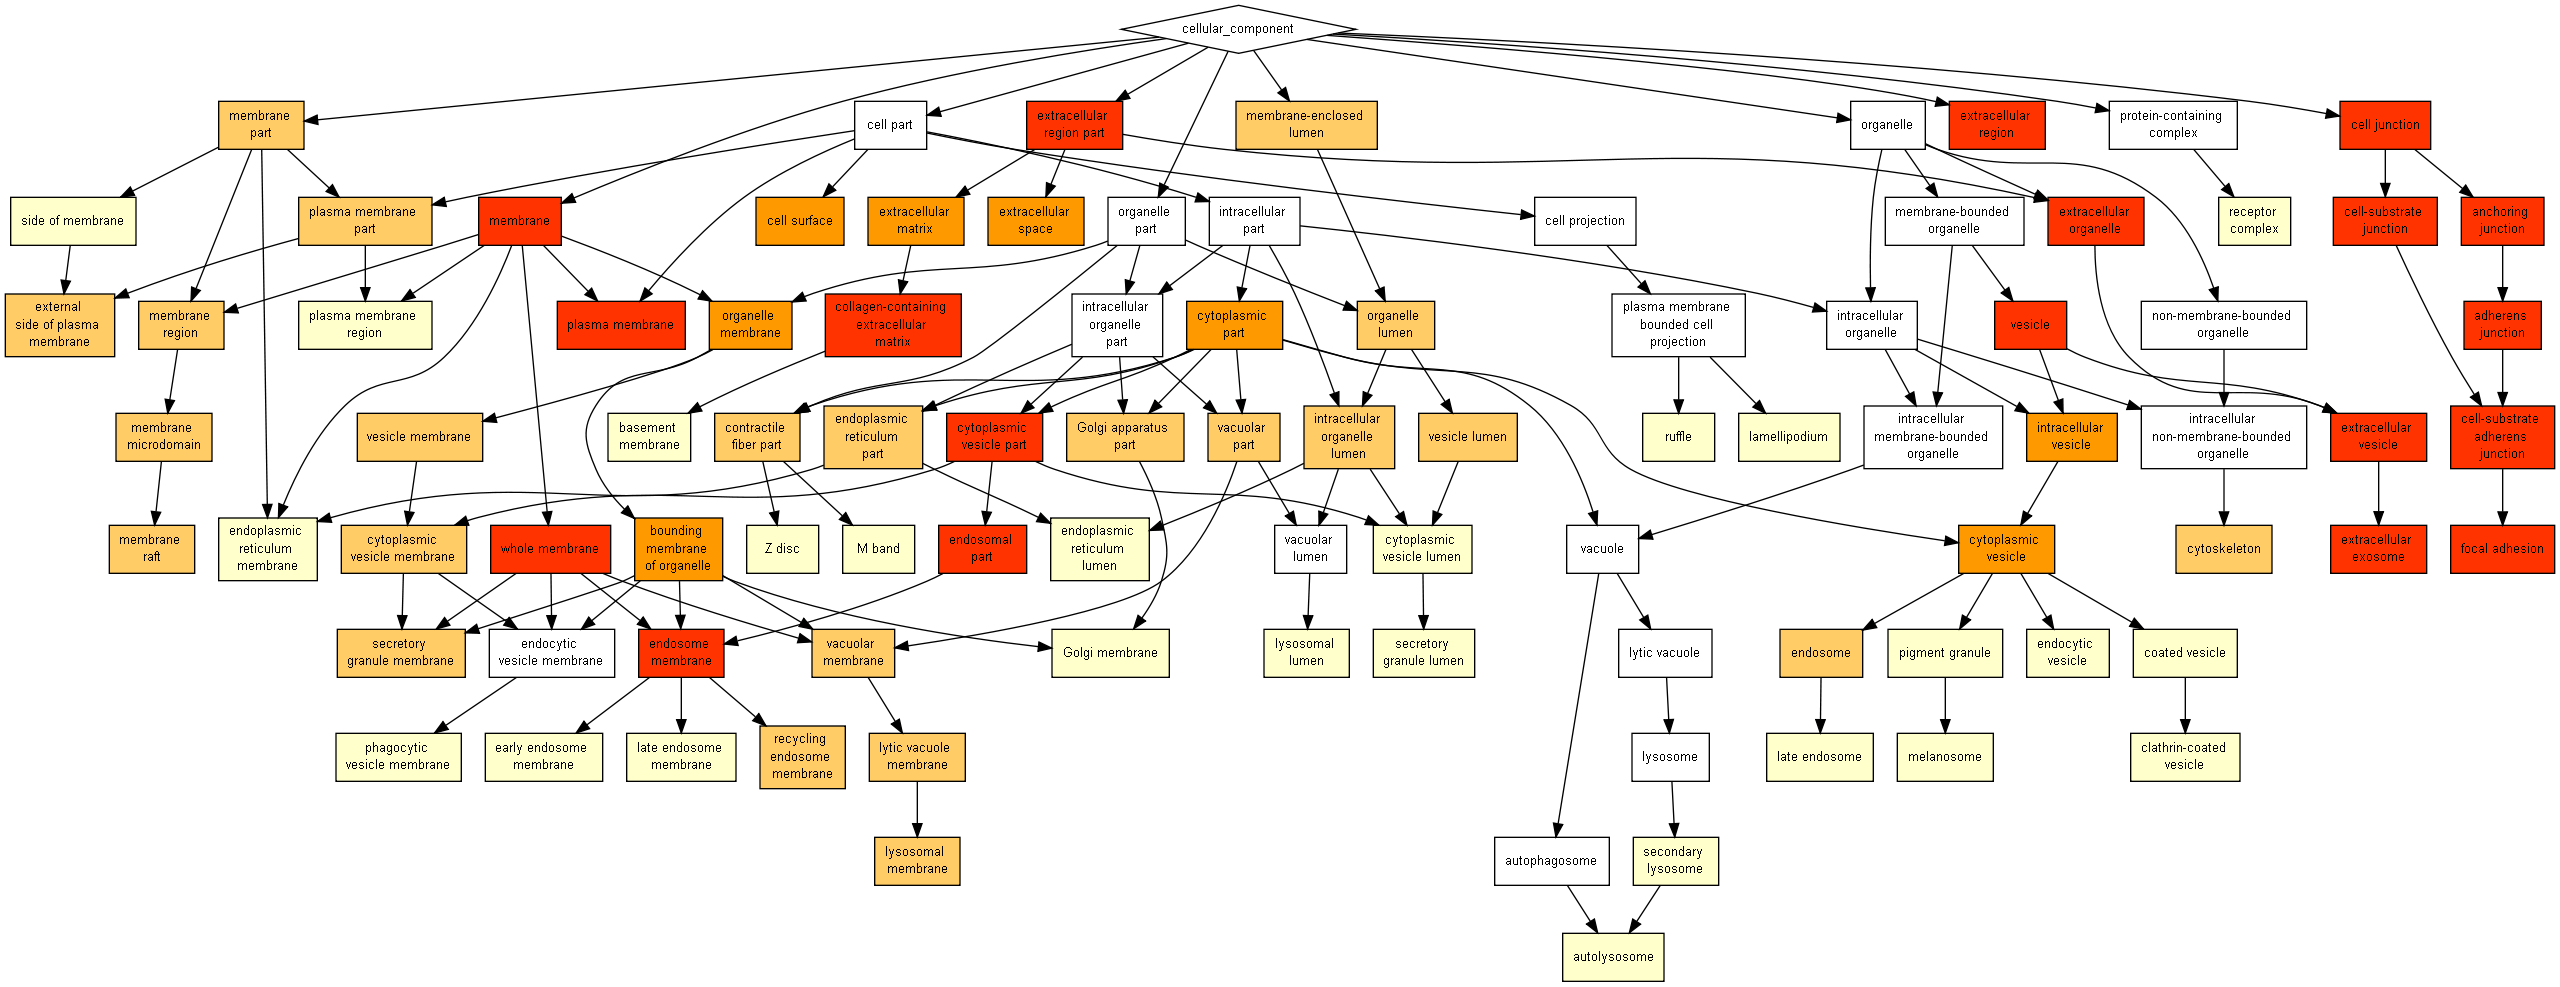 cellular_component
membrane
part
cell part
extracellular
region part
membrane-enclosed
lumen
organelle
extracellular
region
protein-containing
complex
cell junction
side of membrane
plasma membrane
part
membrane
cell surface
extracellular
matrix
extracellular
space
organelle
part
intracellular
part
cell projection
membrane-bounded
organelle
extracellular
organelle
receptor
complex
cell-substrate
junction
anchoring
junction
external
side of plasma
membrane
membrane
region
plasma membrane
region
plasma membrane
organelle
membrane
collagen-containing
extracellular
matrix
intracellular
organelle
part
cytoplasmic
part
organelle
lumen
plasma membrane
bounded cell
projection
intracellular
organelle
vesicle
non-membrane-bounded
organelle
adherens
junction
membrane
microdomain
vesicle membrane
basement
membrane
contractile
fiber part
endoplasmic
reticulum
part
cytoplasmic
vesicle part
Golgi apparatus
part
vacuolar
part
intracellular
organelle
lumen
vesicle lumen
ruffle
lamellipodium
intracellular
membrane-bounded
organelle
intracellular
vesicle
intracellular
non-membrane-bounded
organelle
extracellular
vesicle
cell-substrate
adherens
junction
membrane
raft
endoplasmic
reticulum
membrane
cytoplasmic
vesicle membrane
whole membrane
bounding
membrane
of organelle
Z disc
M band
endosomal
part
endoplasmic
reticulum
lumen
vacuolar
lumen
cytoplasmic
vesicle lumen
vacuole
cytoplasmic
vesicle
cytoskeleton
extracellular
exosome
focal adhesion
secretory
granule membrane
endocytic
vesicle membrane
endosome
membrane
vacuolar
membrane
Golgi membrane
lysosomal
lumen
secretory
granule lumen
lytic vacuole
endosome
pigment granule
endocytic
vesicle
coated vesicle
phagocytic
vesicle membrane
early endosome
membrane
late endosome
membrane
recycling
endosome
membrane
lytic vacuole
membrane
lysosome
late endosome
melanosome
clathrin-coated
vesicle
lysosomal
membrane
autophagosome
secondary
lysosome
autolysosome